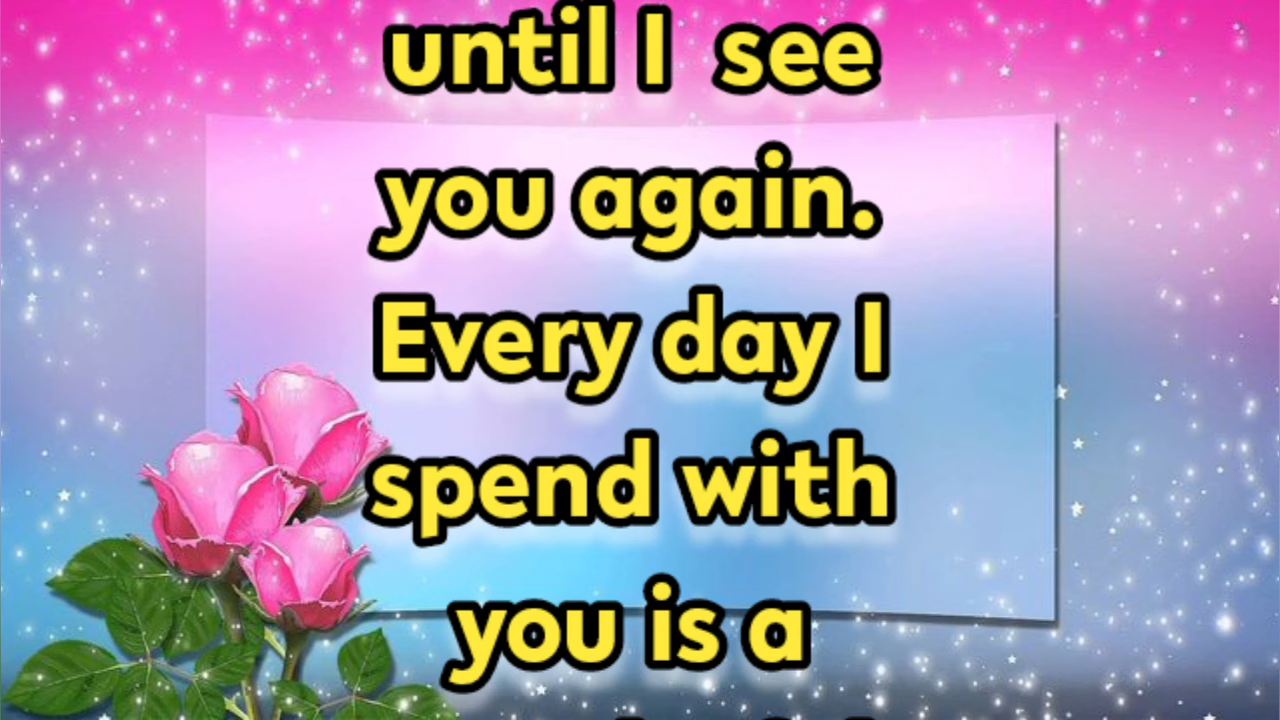 until I see
you again.
Every day I
spend with
you is a